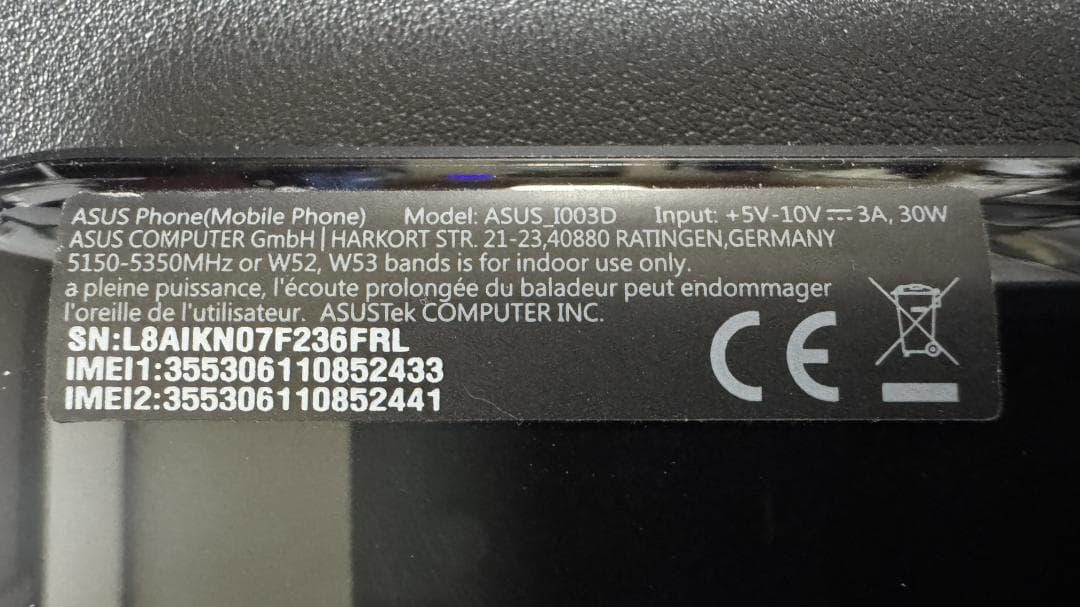 ASUS Phone(Mobile Phone) Model: ASUS_I003D Input: +5V-10V⎓3A, 30W
ASUS COMPUTER GmbH | HARKORT STR. 21-23,40880 RATINGEN,GERMANY
5150-5350MHz or W52, W53 bands is for indoor use only.
a pleine puissance, l'écoute prolongée du baladeur peut endommager
l'oreille de l'utilisateur. ASUSTek COMPUTER INC.
SN:L8AIKN07F236FRL
IMEI1:355306110852433
IMEI2:355306110852441
CE